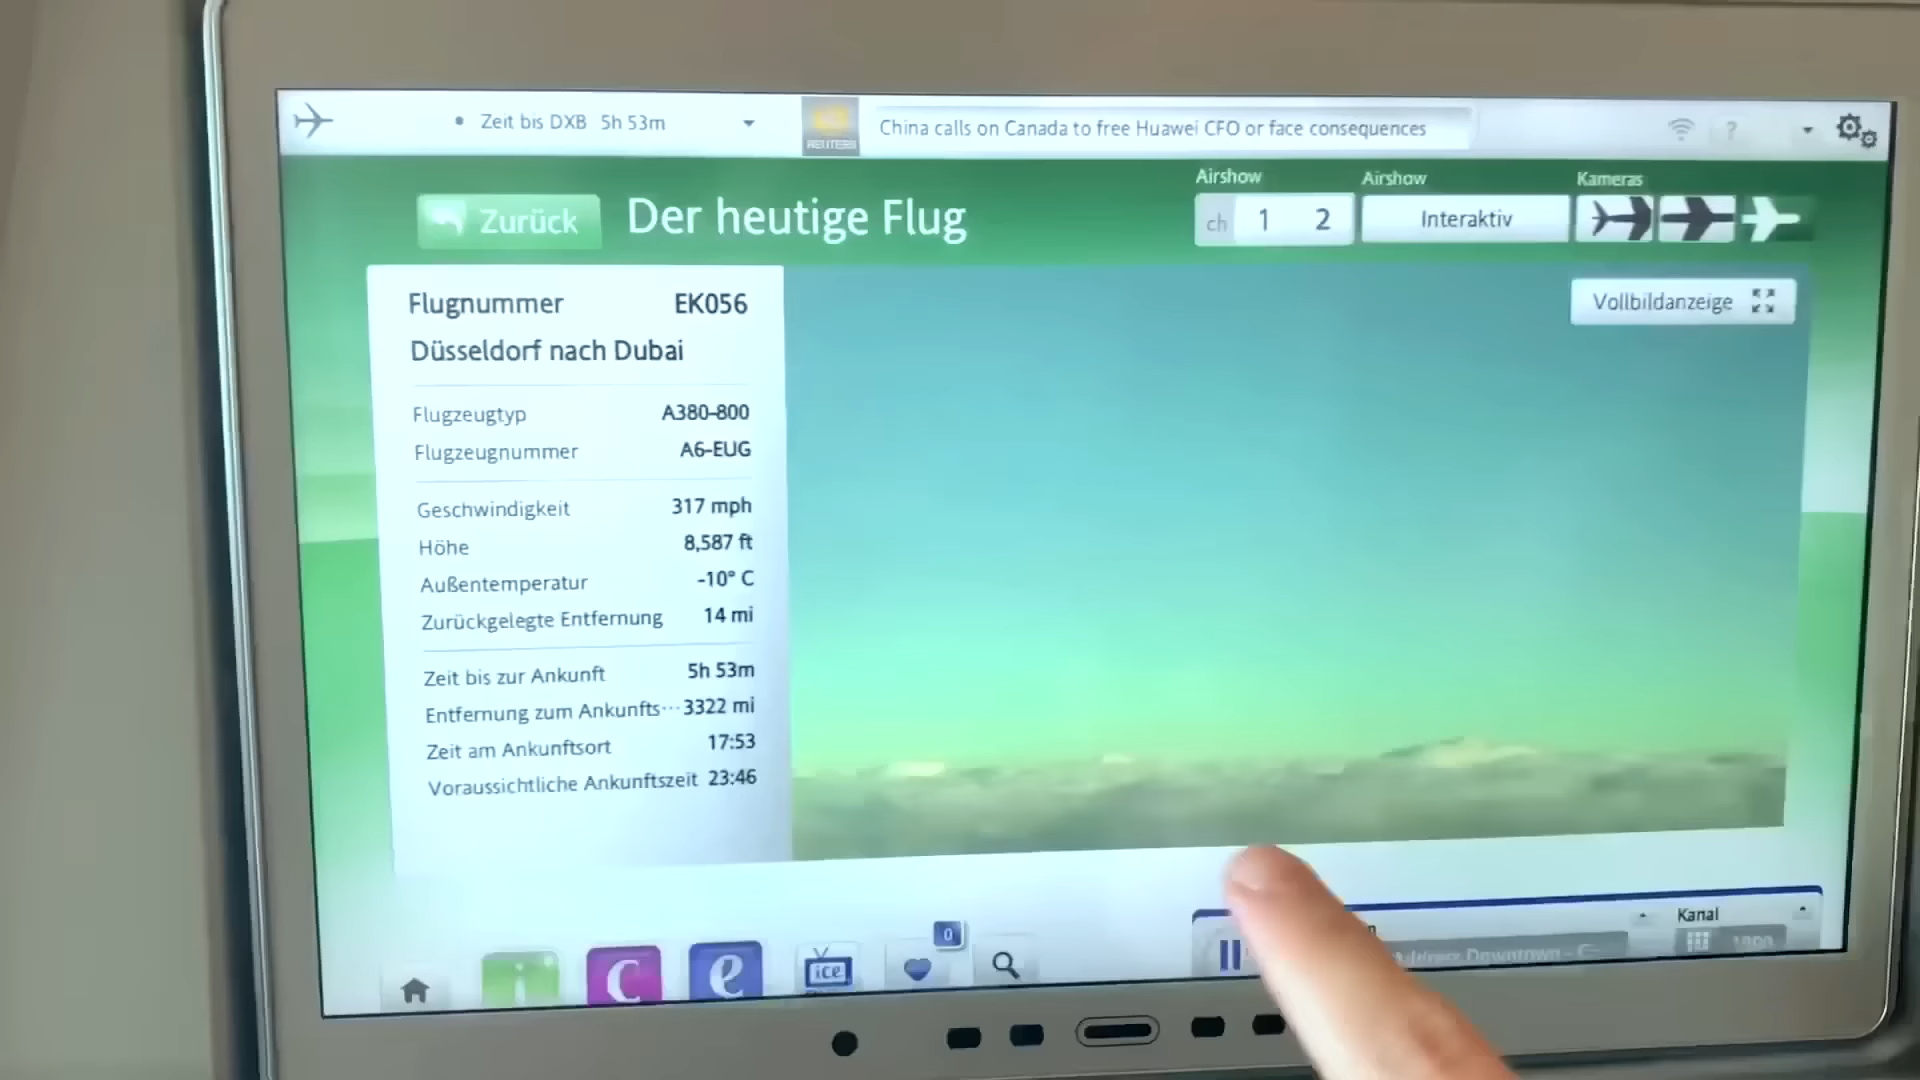 Zeit bis DXB 5h 53m
REUTERS
China calls on Canada to free Huawei CFO or face consequences
?
Zurück
Der heutige Flug
Airshow
ch 1 2
Airshow
Interaktiv
Kameras
Vollbildanzeige
Flugnummer EK056
Düsseldorf nach Dubai
Flugzeugtyp A380-800
Flugzeugnummer A6-EUG
Geschwindigkeit 317 mph
Höhe 8,587 ft
Außentemperatur -10° C
Zurückgelegte Entfernung 14 mi
Zeit bis zur Ankunft 5h 53m
Entfernung zum Ankunfts... 3322 mi
Zeit am Ankunftsort 17:53
Voraussichtliche Ankunftszeit 23:46
i
C
e
ice
0
Downtown
Kanal